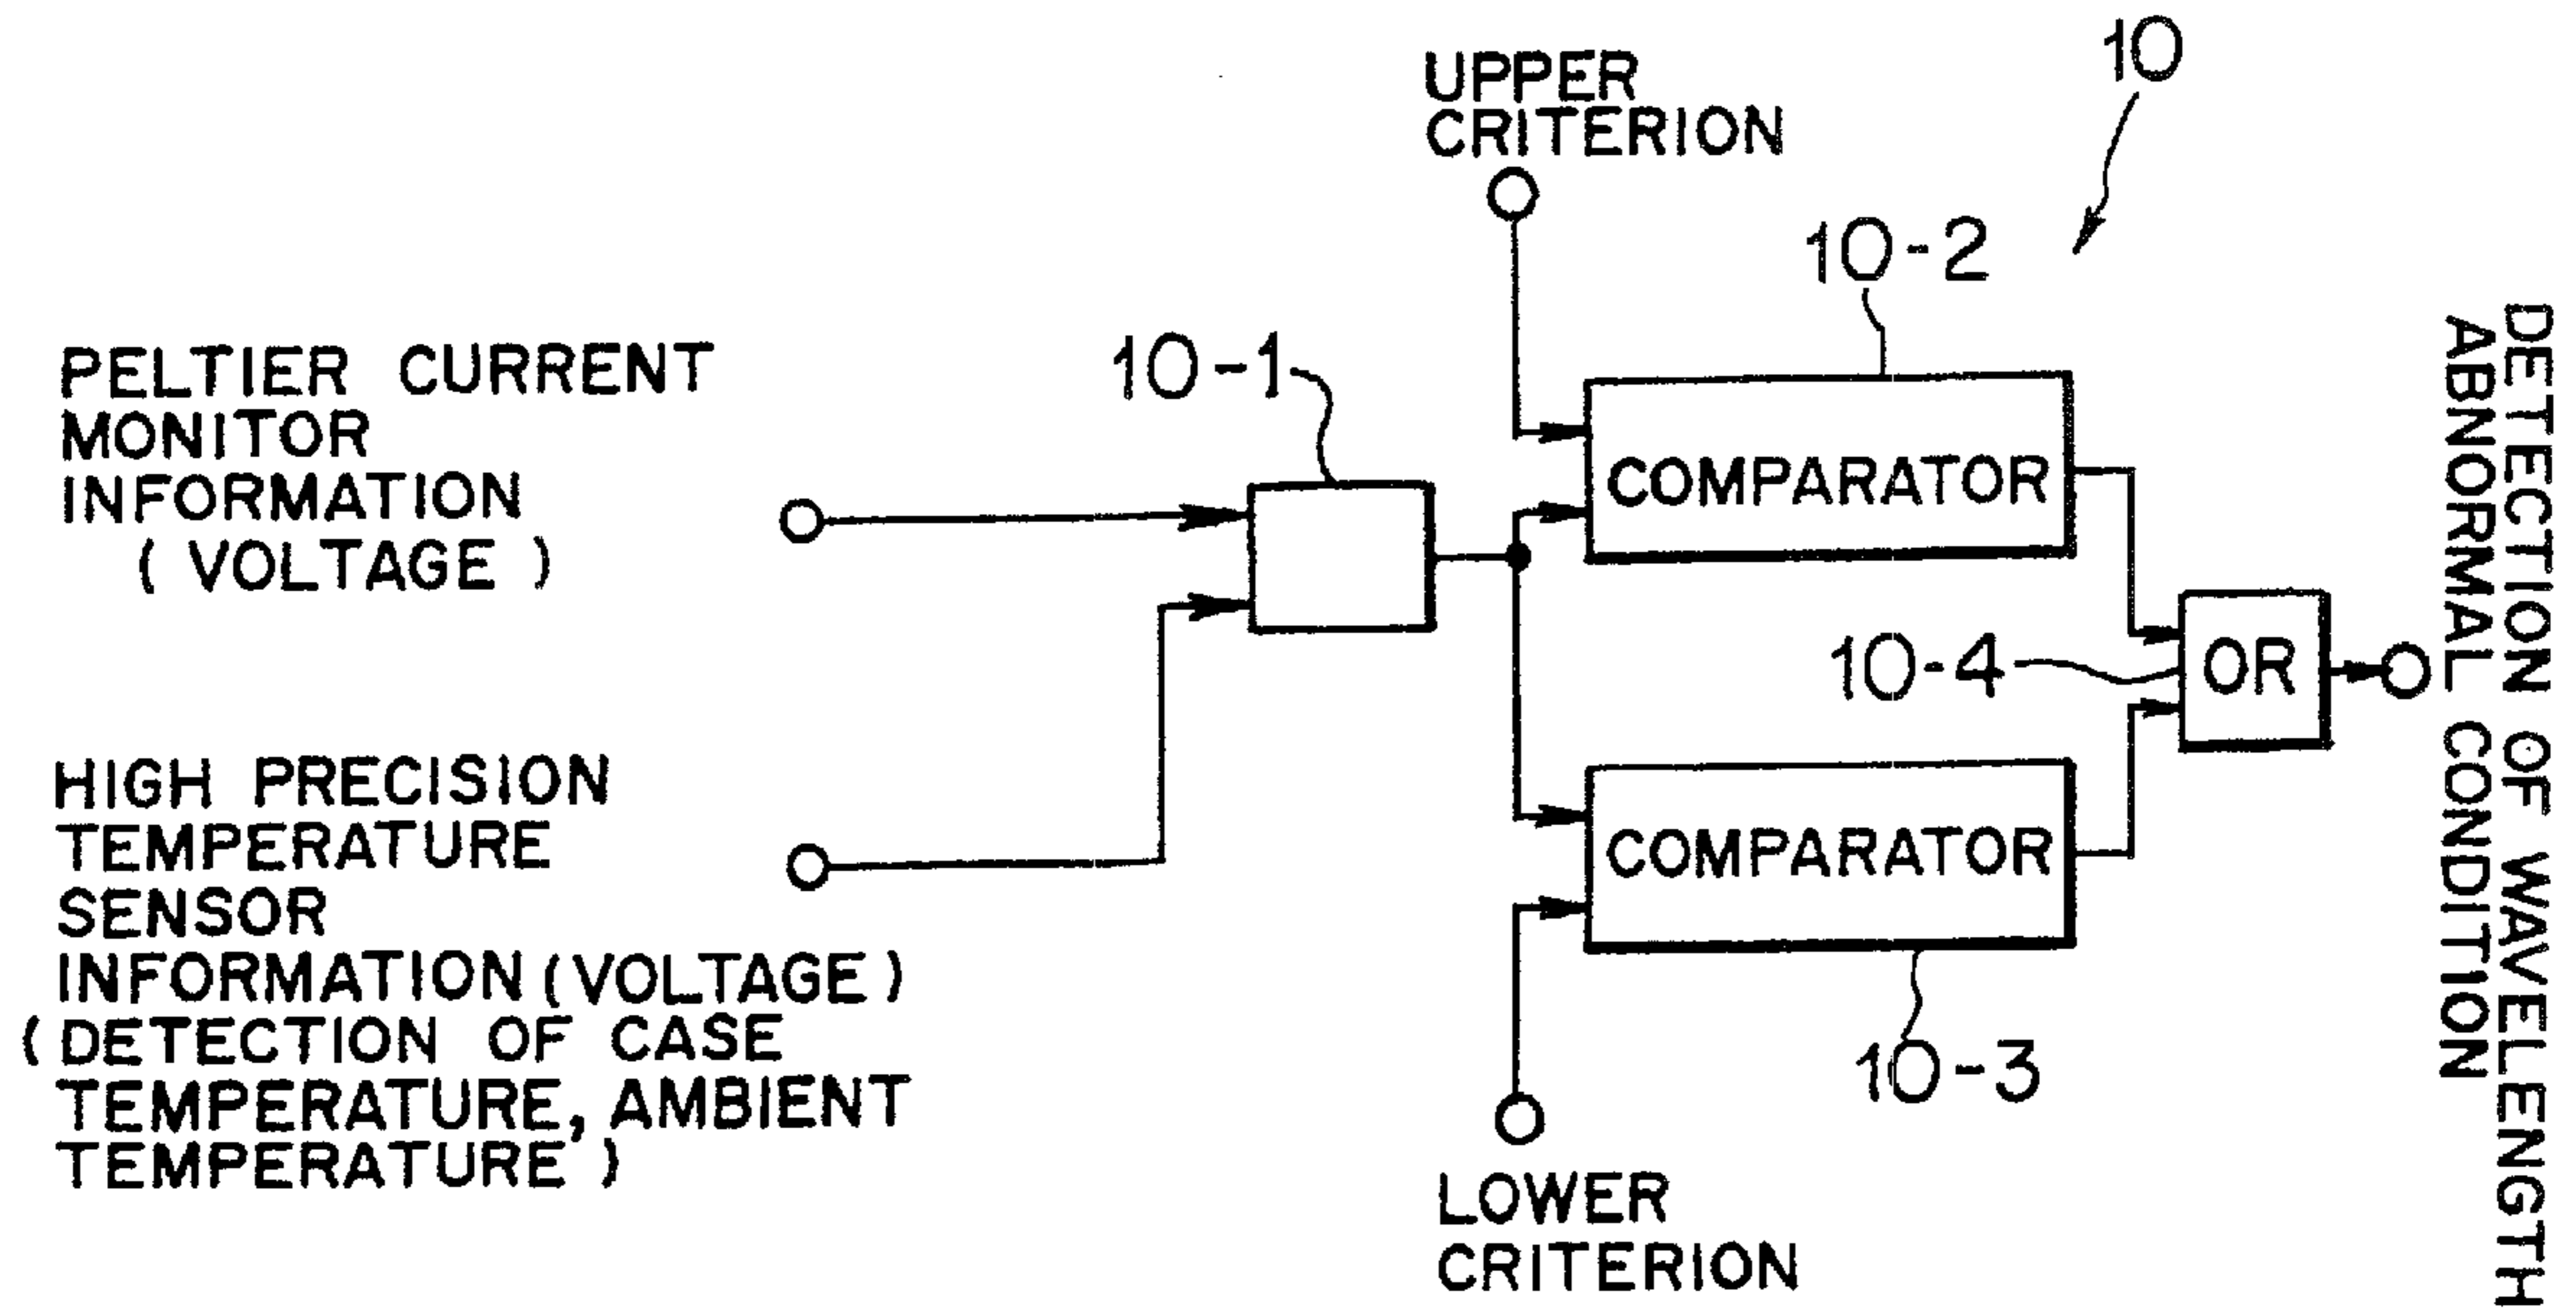 10
UPPER
CRITERION
10-2
10-1
PELTIER CURRENT
MONITOR
INFORMATION
( VOLTAGE )
COMPARATOR
10-4
OR
DETECTION OF WAVELENGTH
ABNORMAL CONDITION
HIGH PRECISION
TEMPERATURE
SENSOR
INFORMATION (VOLTAGE)
(DETECTION OF CASE
TEMPERATURE, AMBIENT
TEMPERATURE )
COMPARATOR
10-3
LOWER
CRITERION